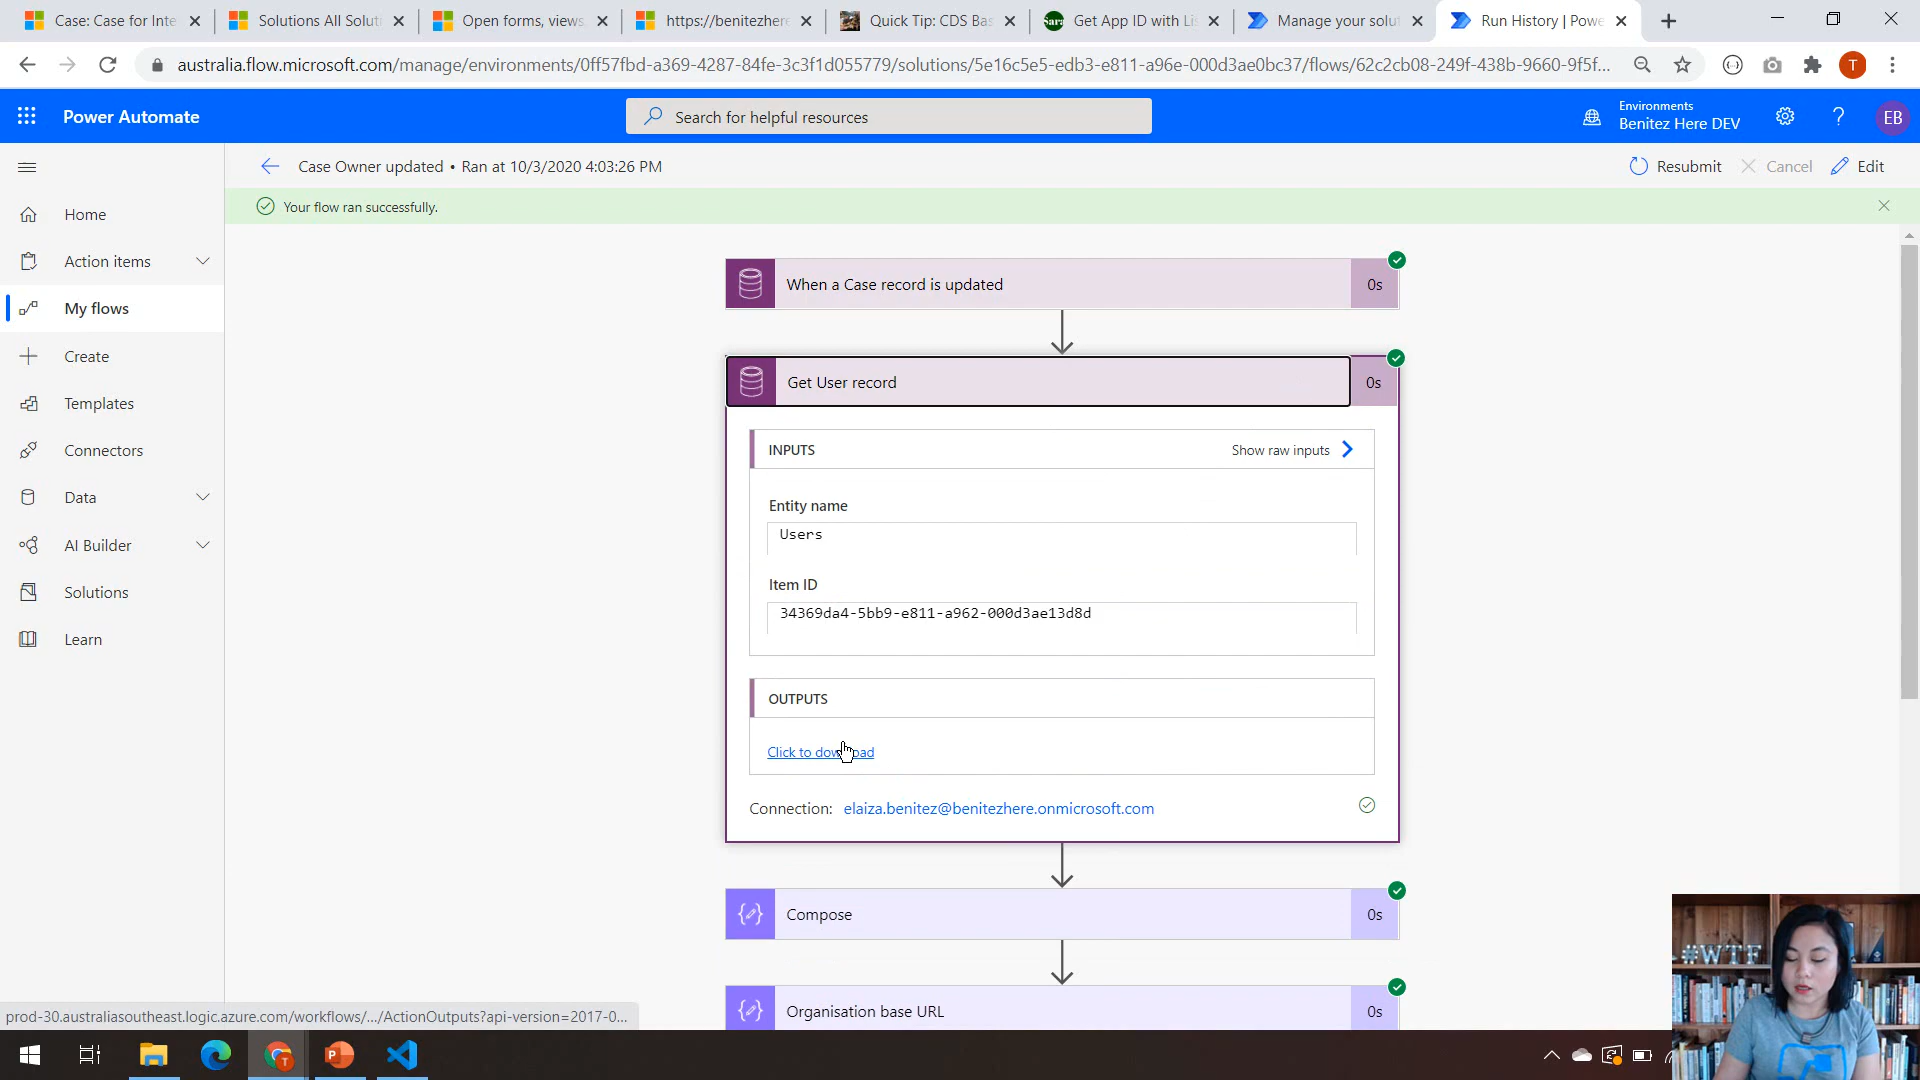 Case: Case for Inte
Solutions All Soluti
Open forms, views
https://benitezhere
Quick Tip: CDS Bas
Sara
Get App ID with Lis
Manage your solut
Run History | Powe
australia.flow.microsoft.com/manage/environments/0ff57fbd-a369-4287-84fe-3c3f1d055779/solutions/5e16c5e5-edb3-e811-a96e-000d3ae0bc37/flows/62c2cb08-249f-438b-9660-9f5f...
T
Power Automate
Search for helpful resources
Environments
Benitez Here DEV
?
EB
Case Owner updated • Ran at 10/3/2020 4:03:26 PM
Resubmit
Cancel
Edit
Your flow ran successfully.
Home
Action items
My flows
Create
Templates
Connectors
Data
AI Builder
Solutions
Learn
When a Case record is updated
0s
Get User record
0s
INPUTS
Show raw inputs
Entity name
Users
Item ID
34369da4-5bb9-e811-a962-000d3ae13d8d
OUTPUTS
Click to download
Connection: elaiza.benitez@benitezhere.onmicrosoft.com
Compose
0s
Organisation base URL
0s
#WTF
prod-30.australiasoutheast.logic.azure.com/workflows/.../ActionOutputs?api-version=2017-0...